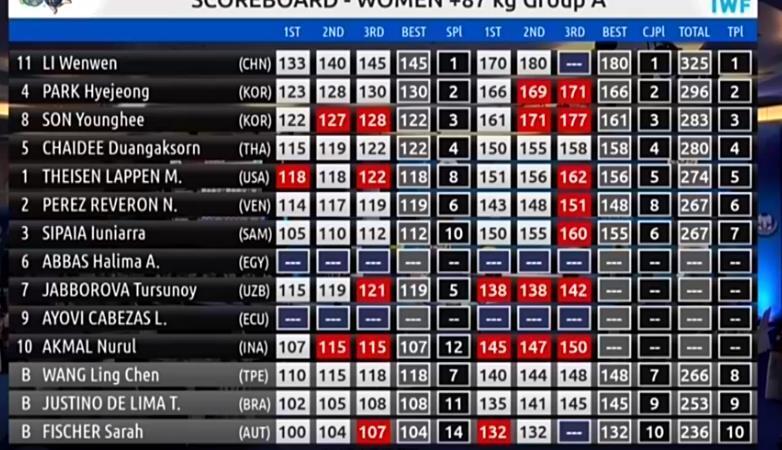 SCOREBOARD - WOMEN +87 kg Group A
IWF
1ST 2ND 3RD BEST SPl 1ST 2ND 3RD BEST CJPl TOTAL TPl
11 LI Wenwen (CHN) 133 140 145 145 1 170 180 --- 180 1 325 1
4 PARK Hyejeong (KOR) 123 128 130 130 2 166 169 171 166 2 296 2
8 SON Younghee (KOR) 122 127 128 122 3 161 171 177 161 3 283 3
5 CHAIDEE Duangaksorn (THA) 115 119 122 122 4 150 155 158 158 4 280 4
1 THEISEN LAPPEN M. (USA) 118 118 122 118 8 151 156 162 156 5 274 5
2 PEREZ REVERON N. (VEN) 114 117 119 119 6 143 148 151 148 8 267 6
3 SIPAIA Iuniarra (SAM) 105 110 112 112 10 150 155 160 155 6 267 7
6 ABBAS Halima A. (EGY) --- --- --- --- -- --- --- --- --- -- --- --
7 JABBOROVA Tursunoy (UZB) 115 119 121 119 5 138 138 142 --- -- --- --
9 AYOVI CABEZAS L. (ECU) --- --- --- --- -- --- --- --- --- -- --- --
10 AKMAL Nurul (INA) 107 115 115 107 12 145 147 150 --- -- --- --
B WANG Ling Chen (TPE) 110 115 118 118 7 140 144 148 148 7 266 8
B JUSTINO DE LIMA T. (BRA) 102 105 108 108 11 135 141 145 145 9 253 9
B FISCHER Sarah (AUT) 100 104 107 104 14 132 132 --- 132 10 236 10